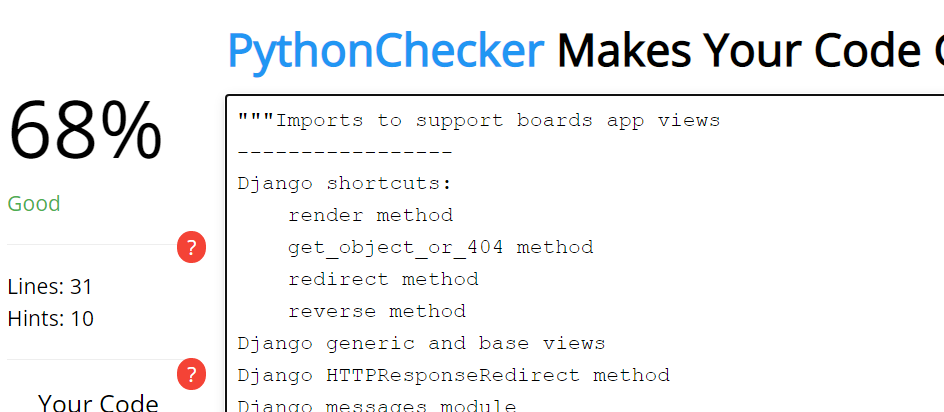 PythonChecker Makes Your Code
68%
Good
?
Lines: 31
Hints: 10
?
Your Code
"""Imports to support boards app views
-----------------
Django shortcuts:
render method
get_object_or_404 method
redirect method
reverse method
Django generic and base views
Django HTTPResponseRedirect method
Django messages module